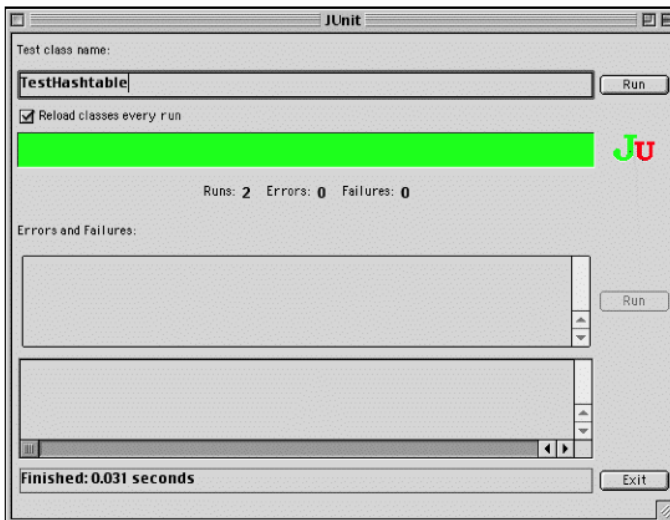 JUnit
Test class name:
TestHashtable
Run
Reload classes every run
JU
Runs: 2 Errors: 0 Failures: 0
Errors and Failures:
Run
Finished: 0.031 seconds
Exit